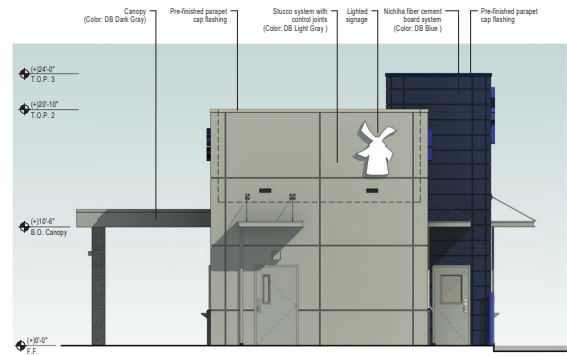 Canopy
(Color: DB Dark Gray)
Pre-finished parapet
cap flashing
Stucco system with
control joints
(Color: DB Light Gray )
Lighted
signage
Nichiha fiber cement
board system
(Color: DB Blue )
Pre-finished parapet
cap flashing
(+)24'-0"
T.O.P. 3
(+)20'-10"
T.O.P. 2
(+)10'-6"
B.O. Canopy
(+)0'-0"
F.F.